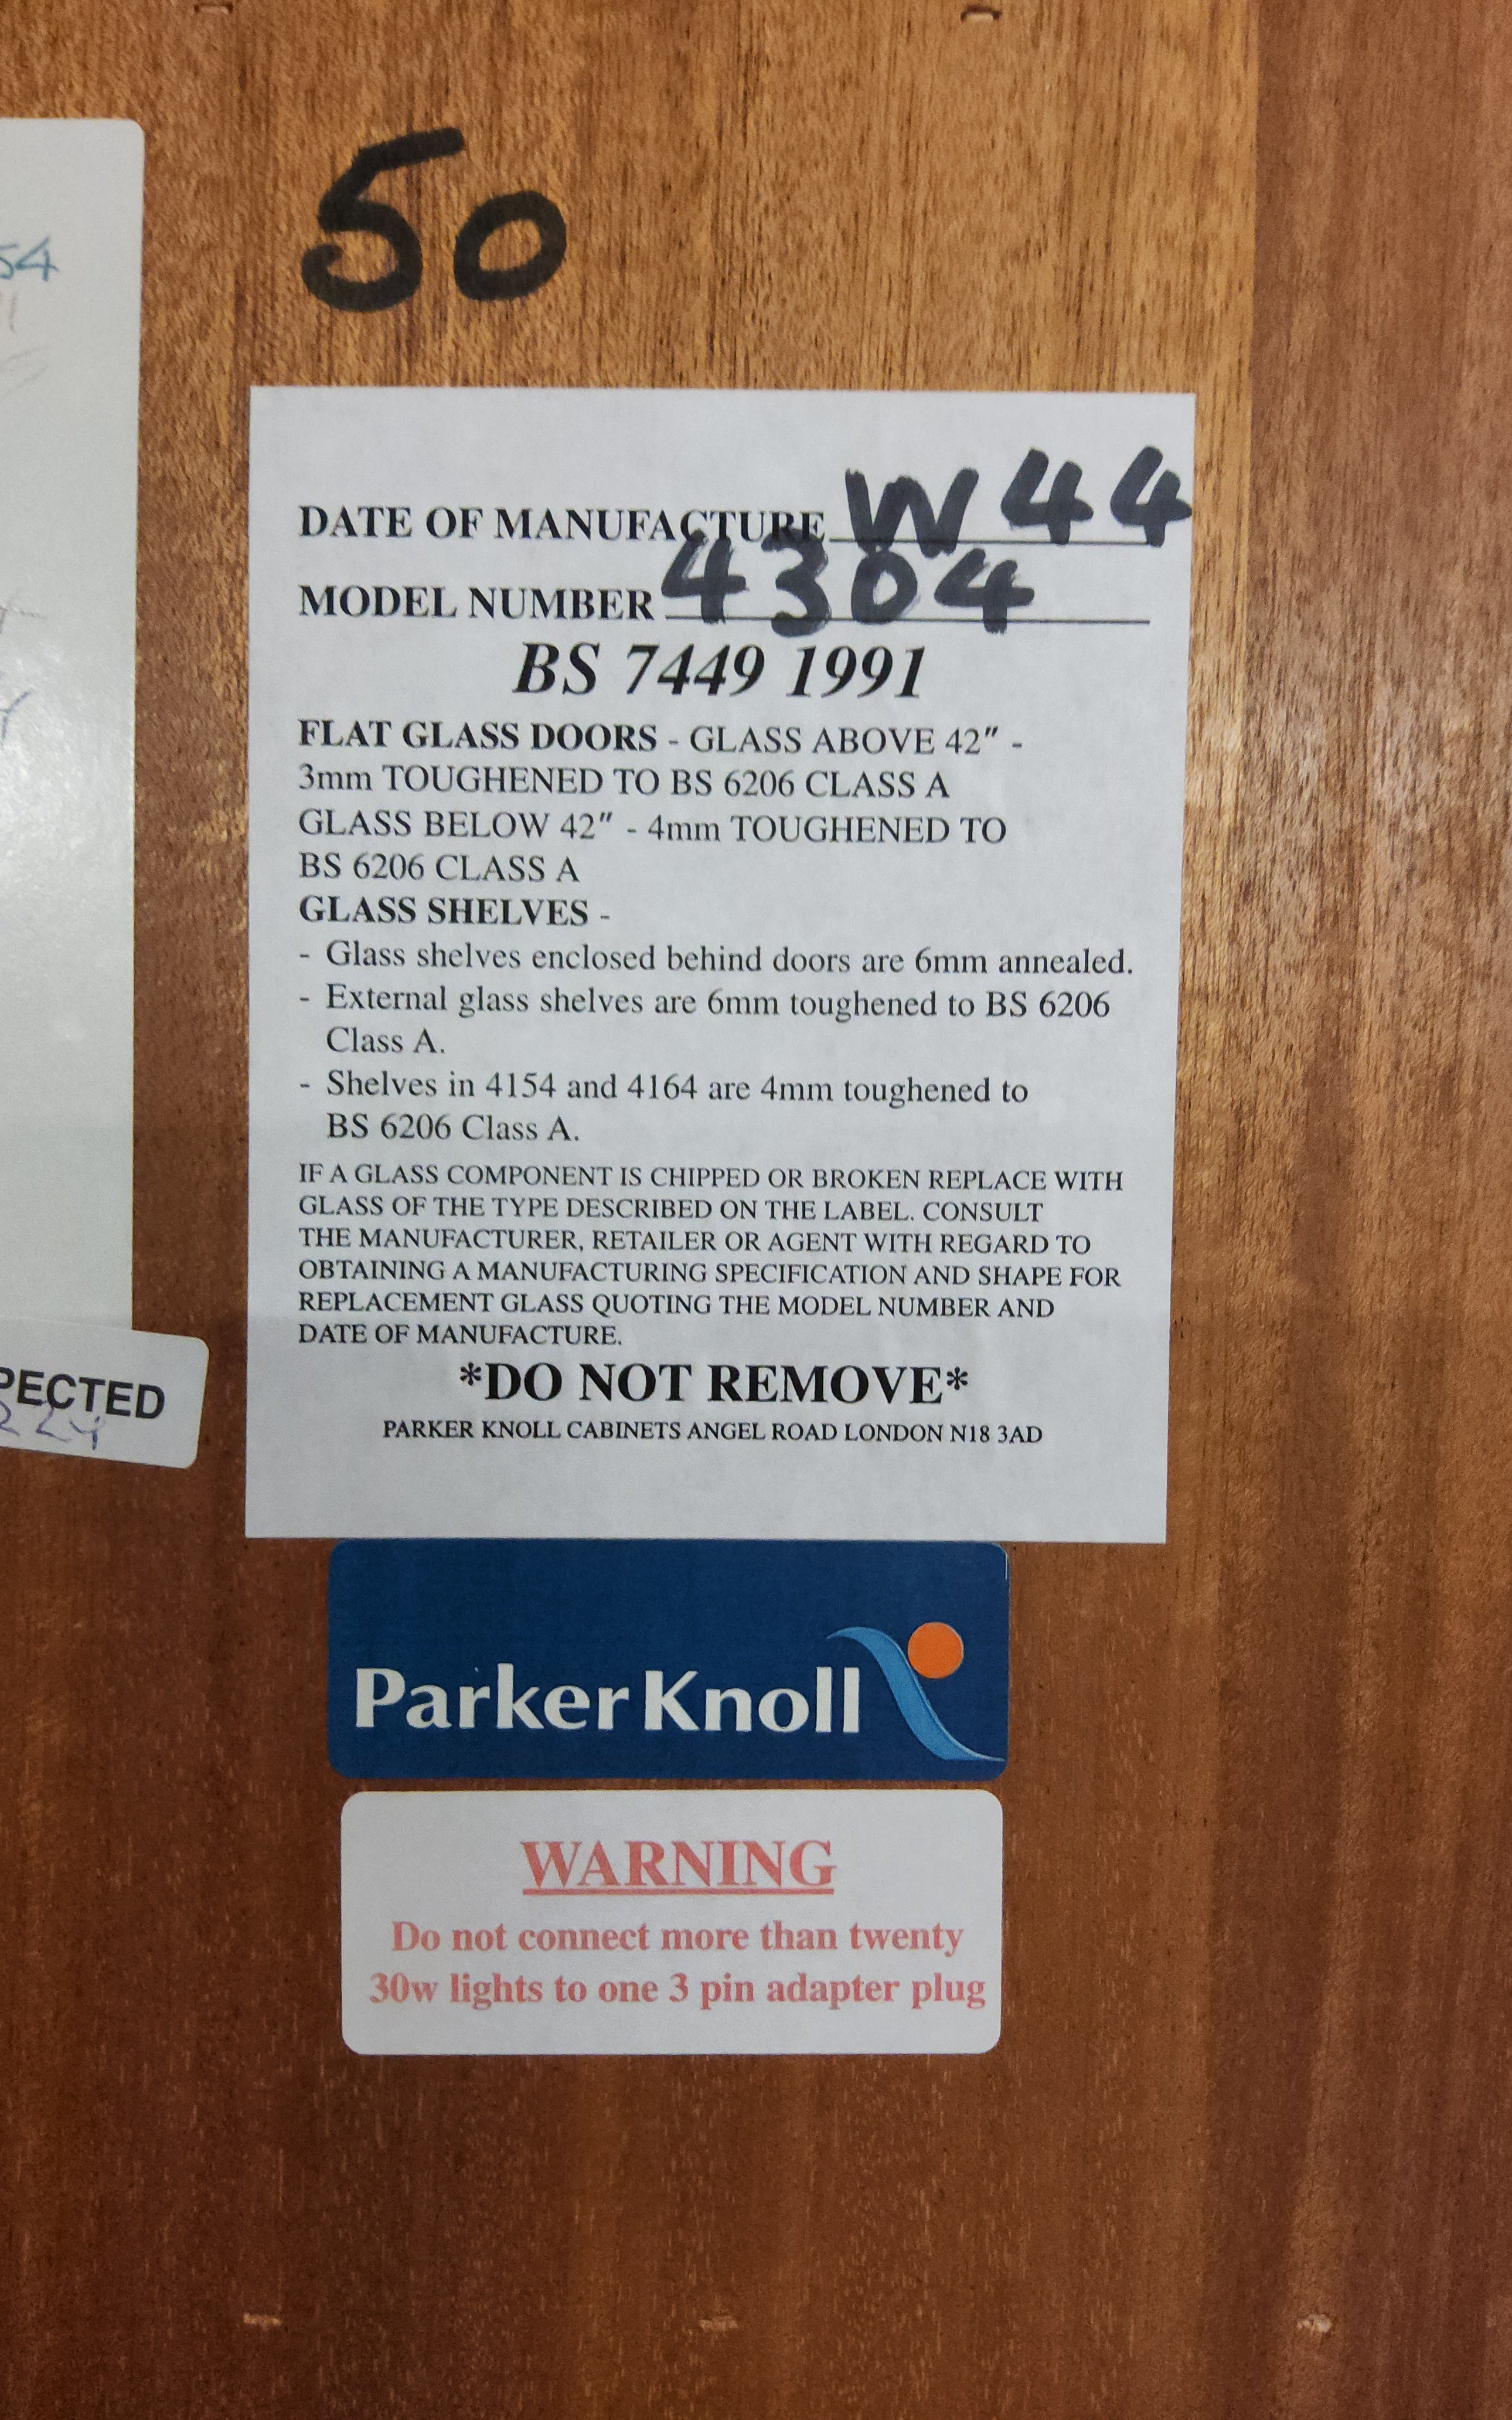 50
54
DATE OF MANUFACTURE W44
MODEL NUMBER 4304
BS 7449 1991
FLAT GLASS DOORS - GLASS ABOVE 42" -
3mm TOUGHENED TO BS 6206 CLASS A
GLASS BELOW 42" - 4mm TOUGHENED TO
BS 6206 CLASS A
GLASS SHELVES -
- Glass shelves enclosed behind doors are 6mm annealed.
- External glass shelves are 6mm toughened to BS 6206
Class A.
- Shelves in 4154 and 4164 are 4mm toughened to
BS 6206 Class A.
IF A GLASS COMPONENT IS CHIPPED OR BROKEN REPLACE WITH
GLASS OF THE TYPE DESCRIBED ON THE LABEL. CONSULT
THE MANUFACTURER, RETAILER OR AGENT WITH REGARD TO
OBTAINING A MANUFACTURING SPECIFICATION AND SHAPE FOR
REPLACEMENT GLASS QUOTING THE MODEL NUMBER AND
DATE OF MANUFACTURE.
*DO NOT REMOVE*
PARKER KNOLL CABINETS ANGEL ROAD LONDON N18 3AD
PECTED
Parker Knoll
WARNING
Do not connect more than twenty
30w lights to one 3 pin adapter plug